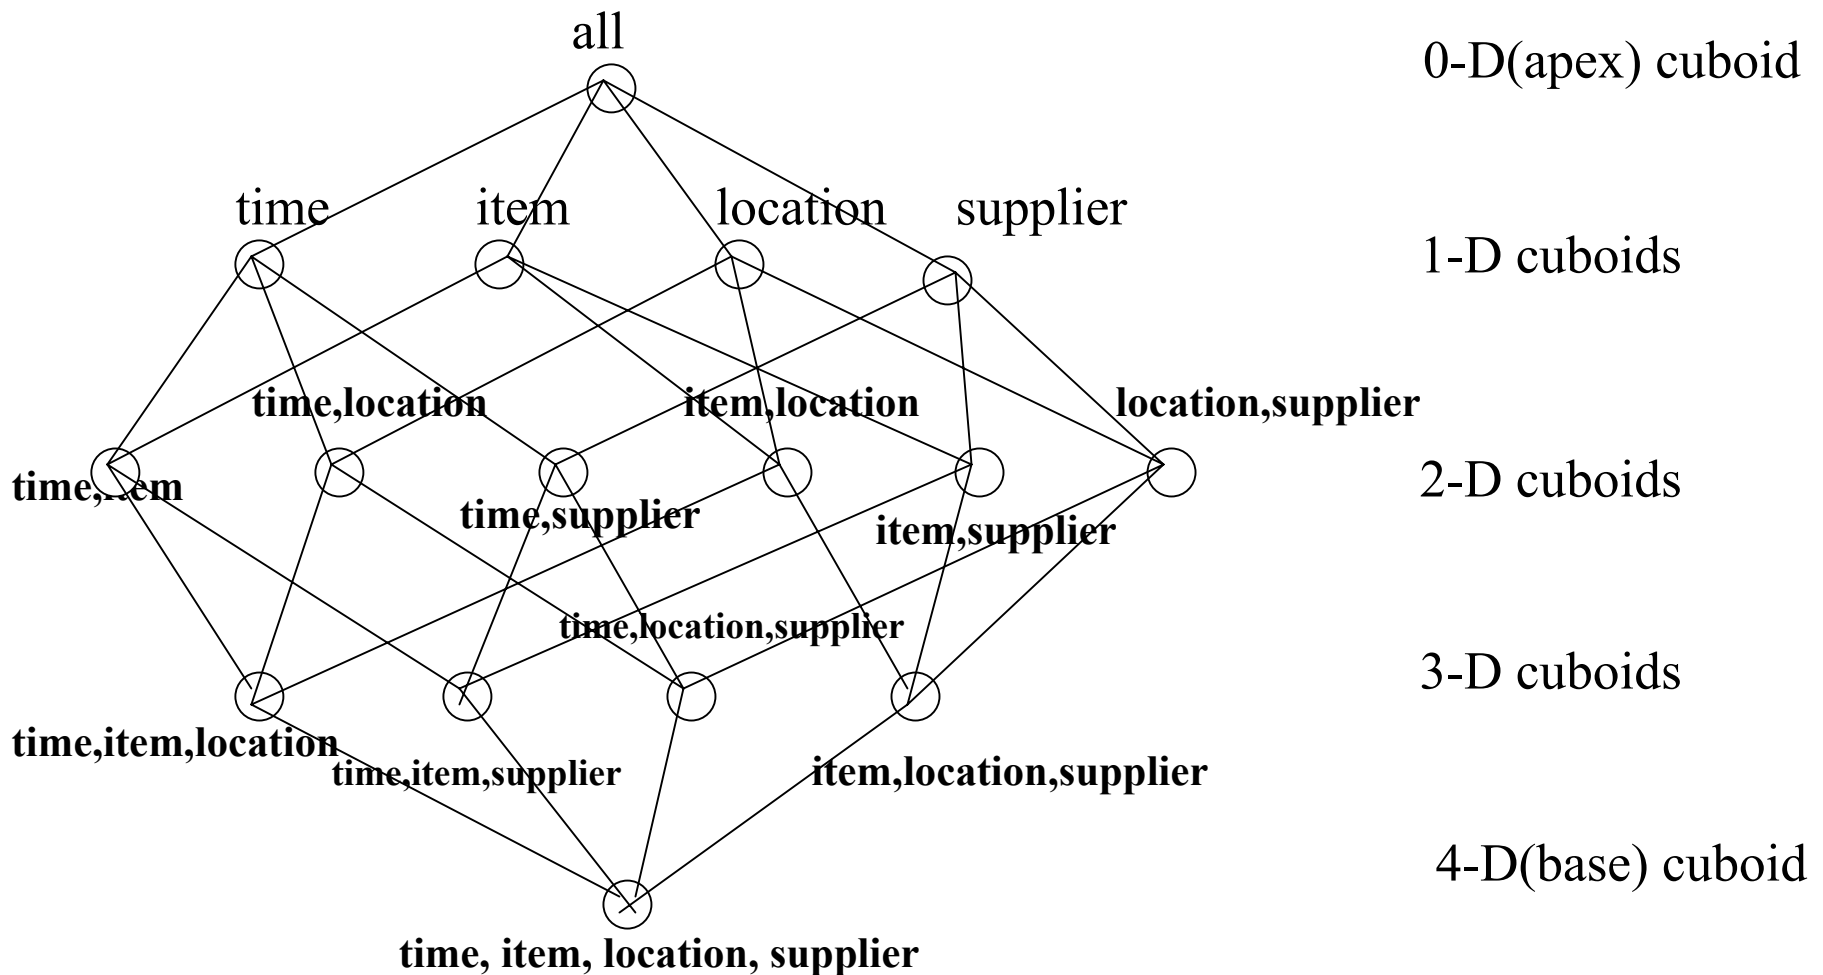 all
0-D(apex) cuboid
time
item
location
supplier
1-D cuboids
time,location
item,location
location,supplier
time,item
time,supplier
item,supplier
2-D cuboids
time,location,supplier
3-D cuboids
time,item,location
time,item,supplier
item,location,supplier
4-D(base) cuboid
time, item, location, supplier